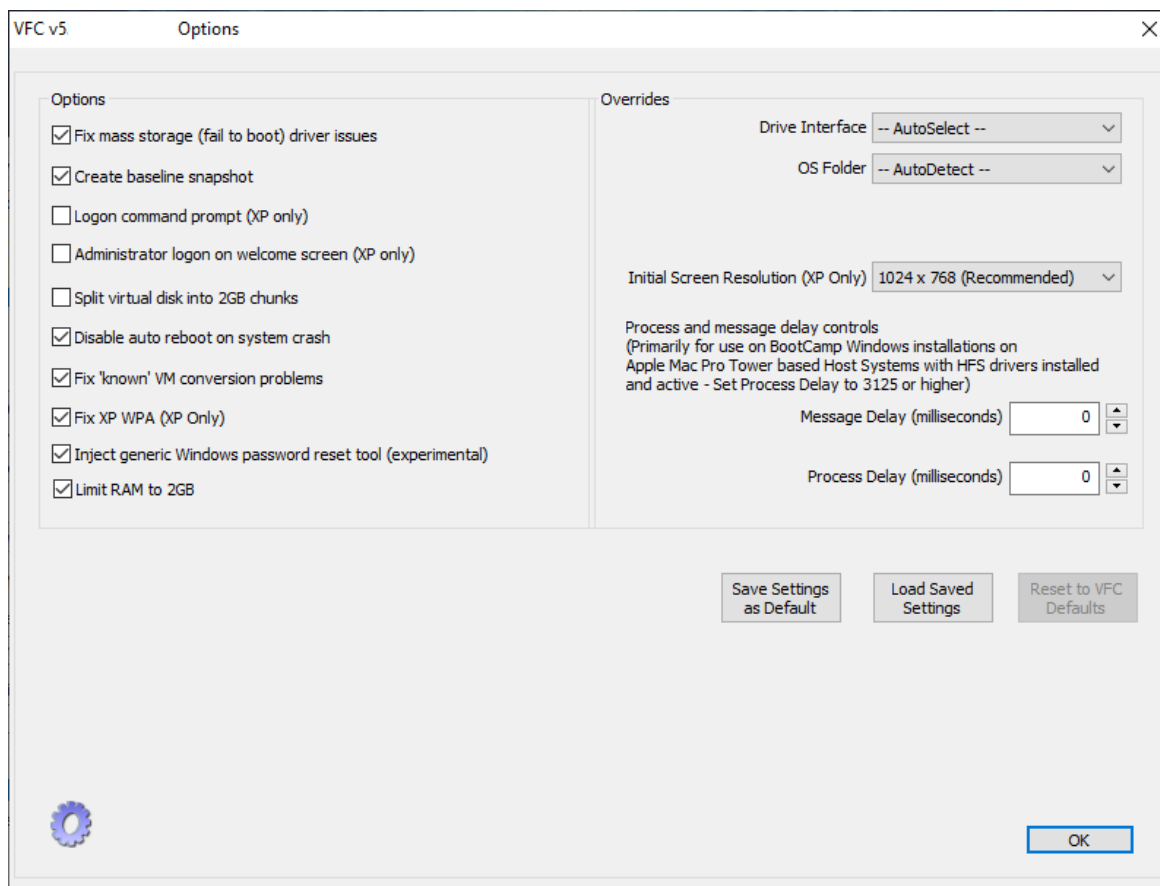 VFC v5 Options
Options
Fix mass storage (fail to boot) driver issues
Create baseline snapshot
Logon command prompt (XP only)
Administrator logon on welcome screen (XP only)
Split virtual disk into 2GB chunks
Disable auto reboot on system crash
Fix 'known' VM conversion problems
Fix XP WPA (XP Only)
Inject generic Windows password reset tool (experimental)
Limit RAM to 2GB
Overrides
Drive Interface -- AutoSelect --
OS Folder -- AutoDetect --
Initial Screen Resolution (XP Only) 1024 x 768 (Recommended)
Process and message delay controls
(Primarily for use on BootCamp Windows installations on
Apple Mac Pro Tower based Host Systems with HFS drivers installed
and active - Set Process Delay to 3125 or higher)
Message Delay (milliseconds) 0
Process Delay (milliseconds) 0
Save Settings
as Default
Load Saved
Settings
Reset to VFC
Defaults
OK